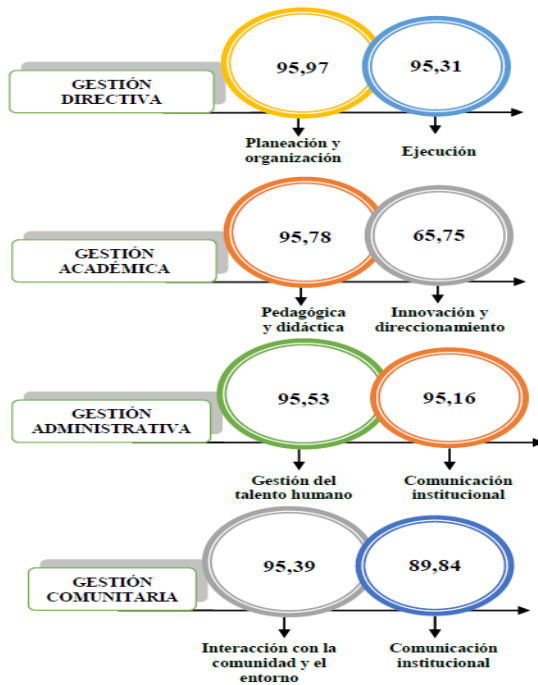 95,97
95,31
GESTIÓN
DIRECTIVA
Planeación y
organización
Ejecución
95,78
65,75
GESTIÓN
ACADÉMICA
Pedagógica
y didáctica
Innovación y
direccionamiento
95,53
95,16
GESTIÓN
ADMINISTRATIVA
Gestión del
talento humano
Comunicación
institucional
95,39
89,84
GESTIÓN
COMUNITARIA
Interacción con la
comunidad y el
entorno
Comunicación
institucional